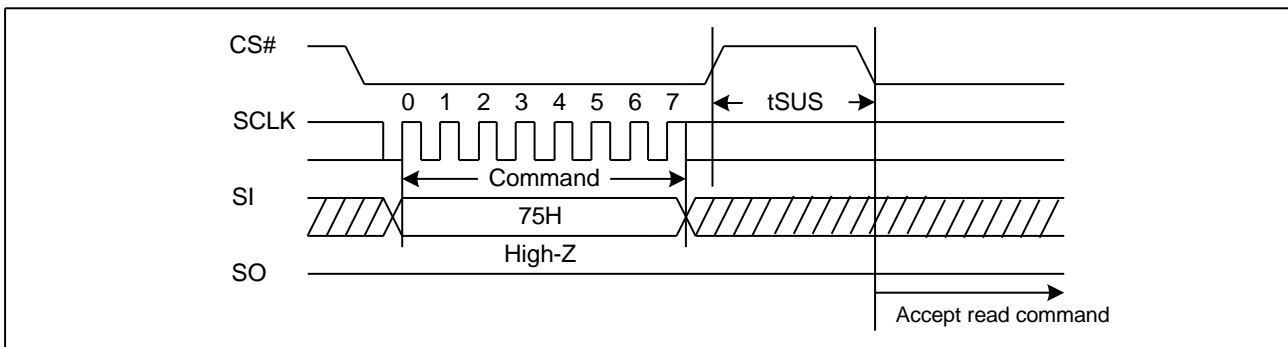 CS#
0 1 2 3 4 5 6 7
tSUS
SCLK
Command
SI
75H
High-Z
SO
Accept read command